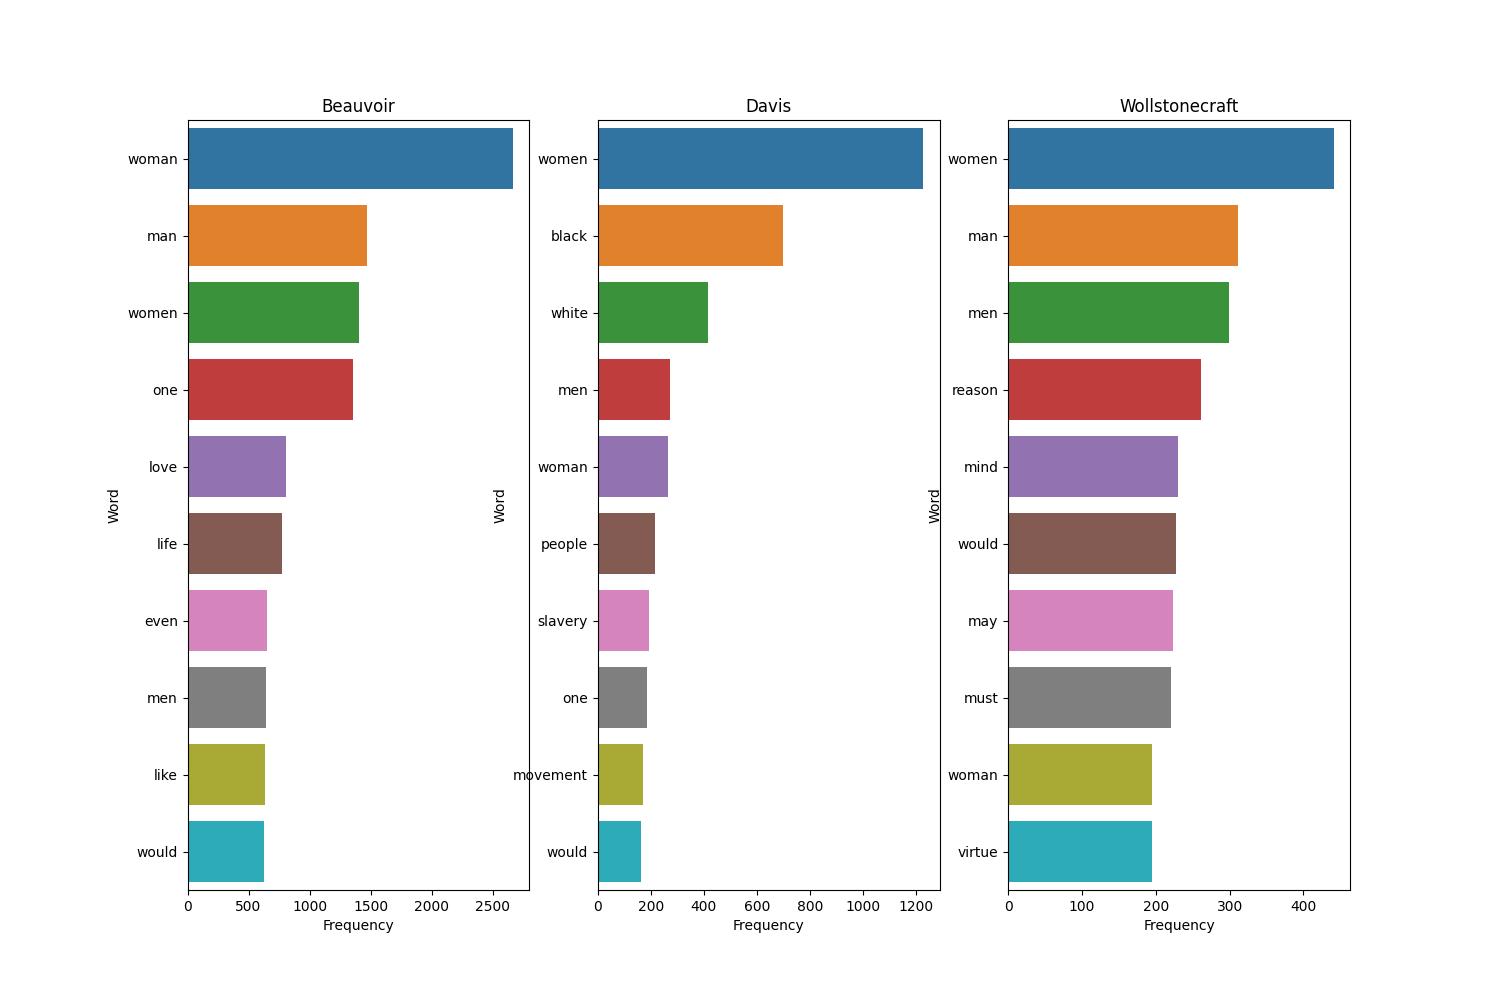 Beauvoir
woman
man
women
one
love
life
even
men
like
would
Word
0 500 1000 1500 2000 2500
Frequency
Davis
women
black
white
men
woman
people
slavery
one
movement
would
Word
0 200 400 600 800 1000 1200
Frequency
Wollstonecraft
women
man
men
reason
mind
would
may
must
woman
virtue
Word
0 100 200 300 400
Frequency